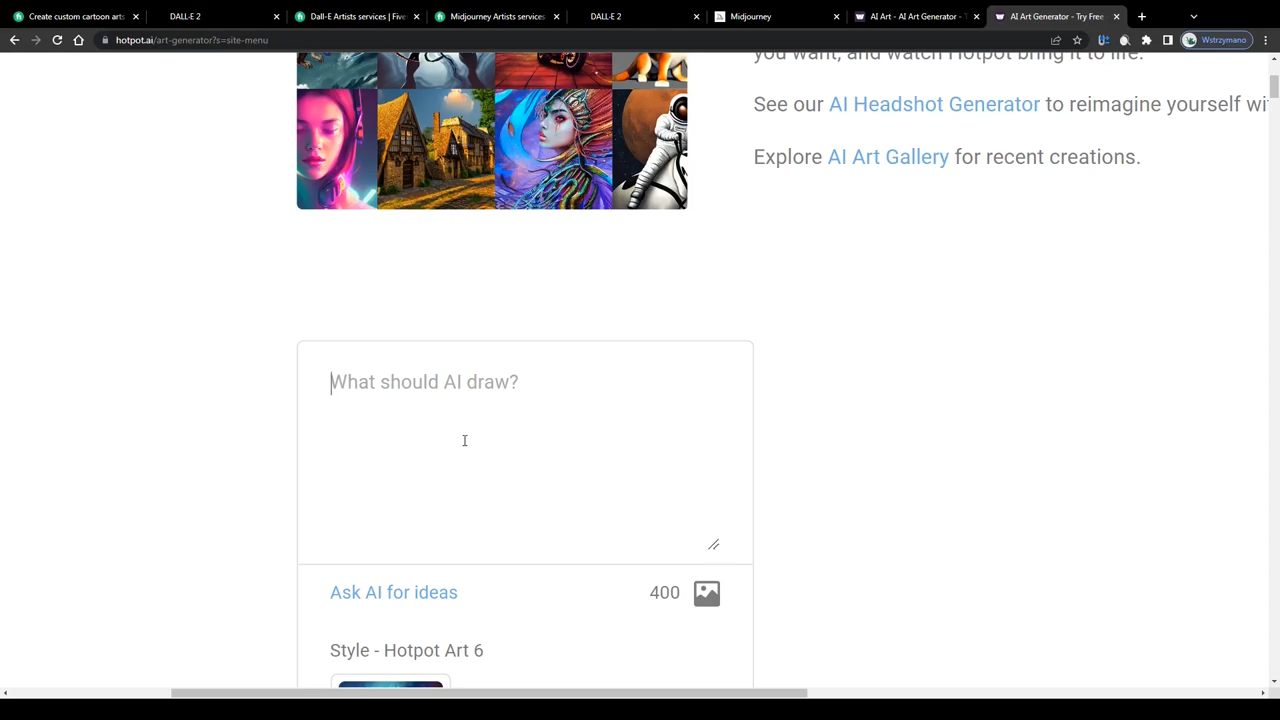 Create custom cartoon arts
DALL·E 2
Dall-E Artists services | Five
Midjourney Artists services
DALL·E 2
Midjourney
AI Art - AI Art Generator -
AI Art Generator - Try Free
hotpot.ai/art-generator?s=site-menu
Wstrzymano
you want, and watch Hotpot bring it to life.
See our AI Headshot Generator to reimagine yourself wi
Explore AI Art Gallery for recent creations.
What should AI draw?
Ask AI for ideas
400
Style - Hotpot Art 6